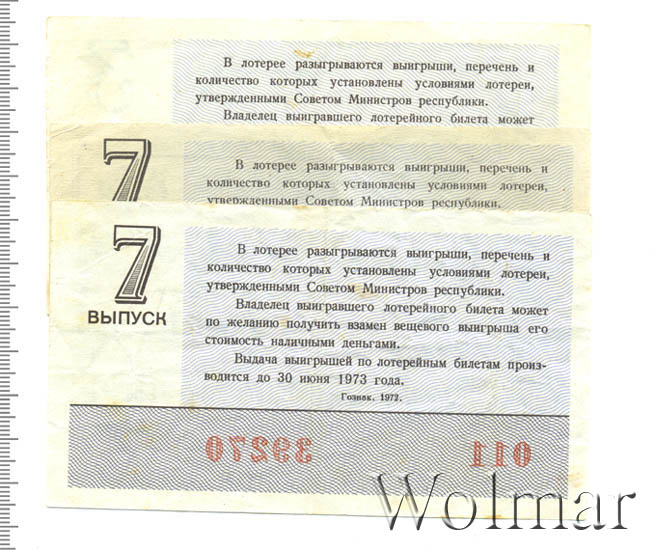 В лотерее разыгрываются выигрыши, перечень и
количество которых установлены условиями лотереи,
утвержденными Советом Министров республики.
Владелец выигравшего лотерейного билета может
7
В лотерее разыгрываются выигрыши, перечень и
количество которых установлены условиями лотереи,
утвержденными Советом Министров республики.
7
ВЫПУСК
В лотерее разыгрываются выигрыши, перечень и
количество которых установлены условиями лотереи,
утвержденными Советом Министров республики.
Владелец выигравшего лотерейного билета может
по желанию получить взамен вещевого выигрыша его
стоимость наличными деньгами.
Выдача выигрышей по лотерейным билетам произ-
водится до 30 июня 1973 года.
Гознак. 1972.
39270 011
Wolmar